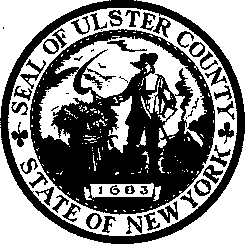 SEAL OF ULSTER COUNTY
1683
STATE OF NEW YORK